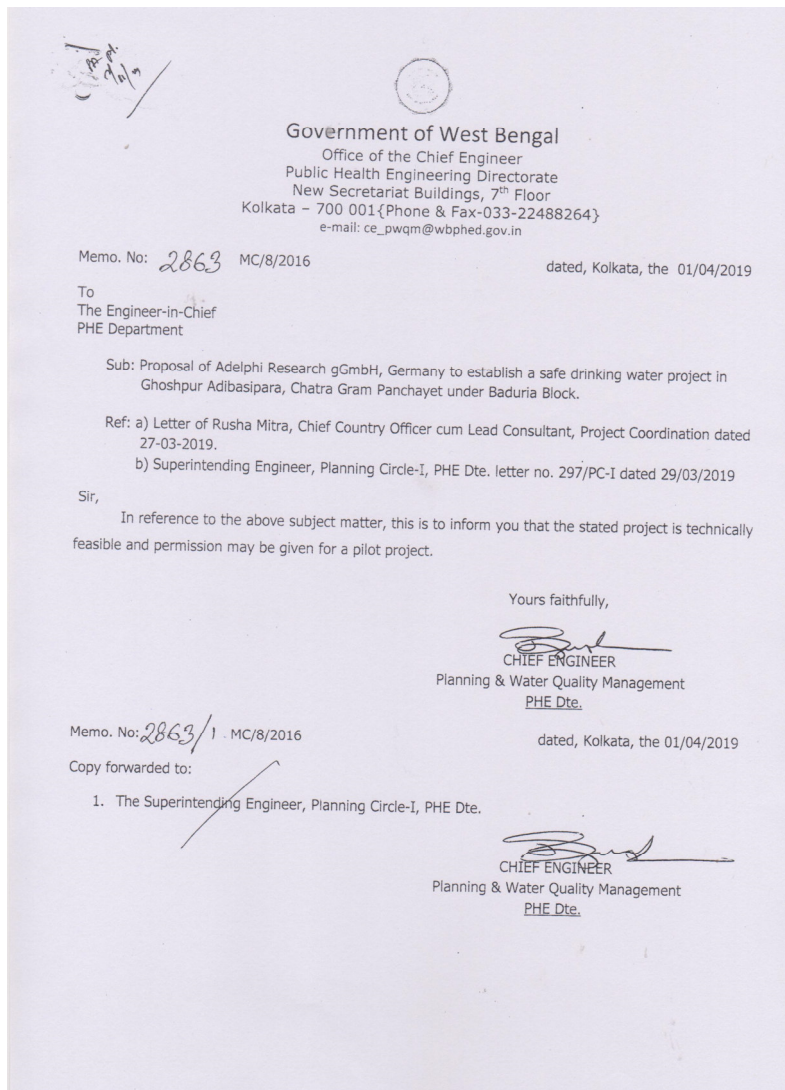 Government of West Bengal
Office of the Chief Engineer
Public Health Engineering Directorate
New Secretariat Buildings, 7th Floor
Kolkata – 700 001{Phone & Fax-033-22488264}
e-mail: ce_pwqm@wbphed.gov.in
Memo. No: 2863 MC/8/2016 dated, Kolkata, the 01/04/2019
To
The Engineer-in-Chief
PHE Department
Sub: Proposal of Adelphi Research gGmbH, Germany to establish a safe drinking water project in
Ghoshpur Adibasipara, Chatra Gram Panchayet under Baduria Block.
Ref: a) Letter of Rusha Mitra, Chief Country Officer cum Lead Consultant, Project Coordination dated
27-03-2019.
b) Superintending Engineer, Planning Circle-I, PHE Dte. letter no. 297/PC-I dated 29/03/2019
Sir,
In reference to the above subject matter, this is to inform you that the stated project is technically
feasible and permission may be given for a pilot project.
Yours faithfully,
CHIEF ENGINEER
Planning & Water Quality Management
PHE Dte.
Memo. No: 2863/1. MC/8/2016 dated, Kolkata, the 01/04/2019
Copy forwarded to:
1. The Superintending Engineer, Planning Circle-I, PHE Dte.
CHIEF ENGINEER
Planning & Water Quality Management
PHE Dte.